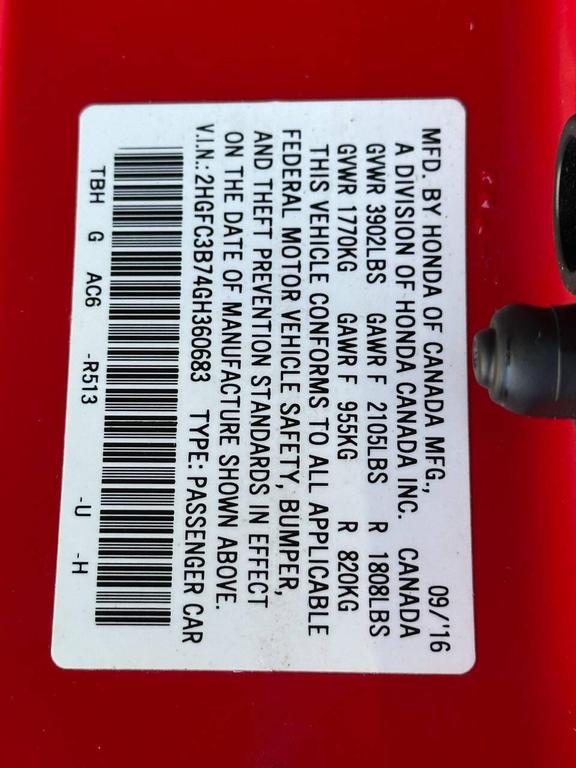 MFD. BY HONDA OF CANADA MFG., 09/'16
A DIVISION OF HONDA CANADA INC. CANADA
GVWR 3902LBS GAWR F 2105LBS R 1808LBS
GVWR 1770KG GAWR F 955KG R 820KG
THIS VEHICLE CONFORMS TO ALL APPLICABLE
FEDERAL MOTOR VEHICLE SAFETY, BUMPER,
AND THEFT PREVENTION STANDARDS IN EFFECT
ON THE DATE OF MANUFACTURE SHOWN ABOVE.
V.I.N.: 2HGFC3B74GH360683 TYPE: PASSENGER CAR
TBH G AC6 -R513 -U -H